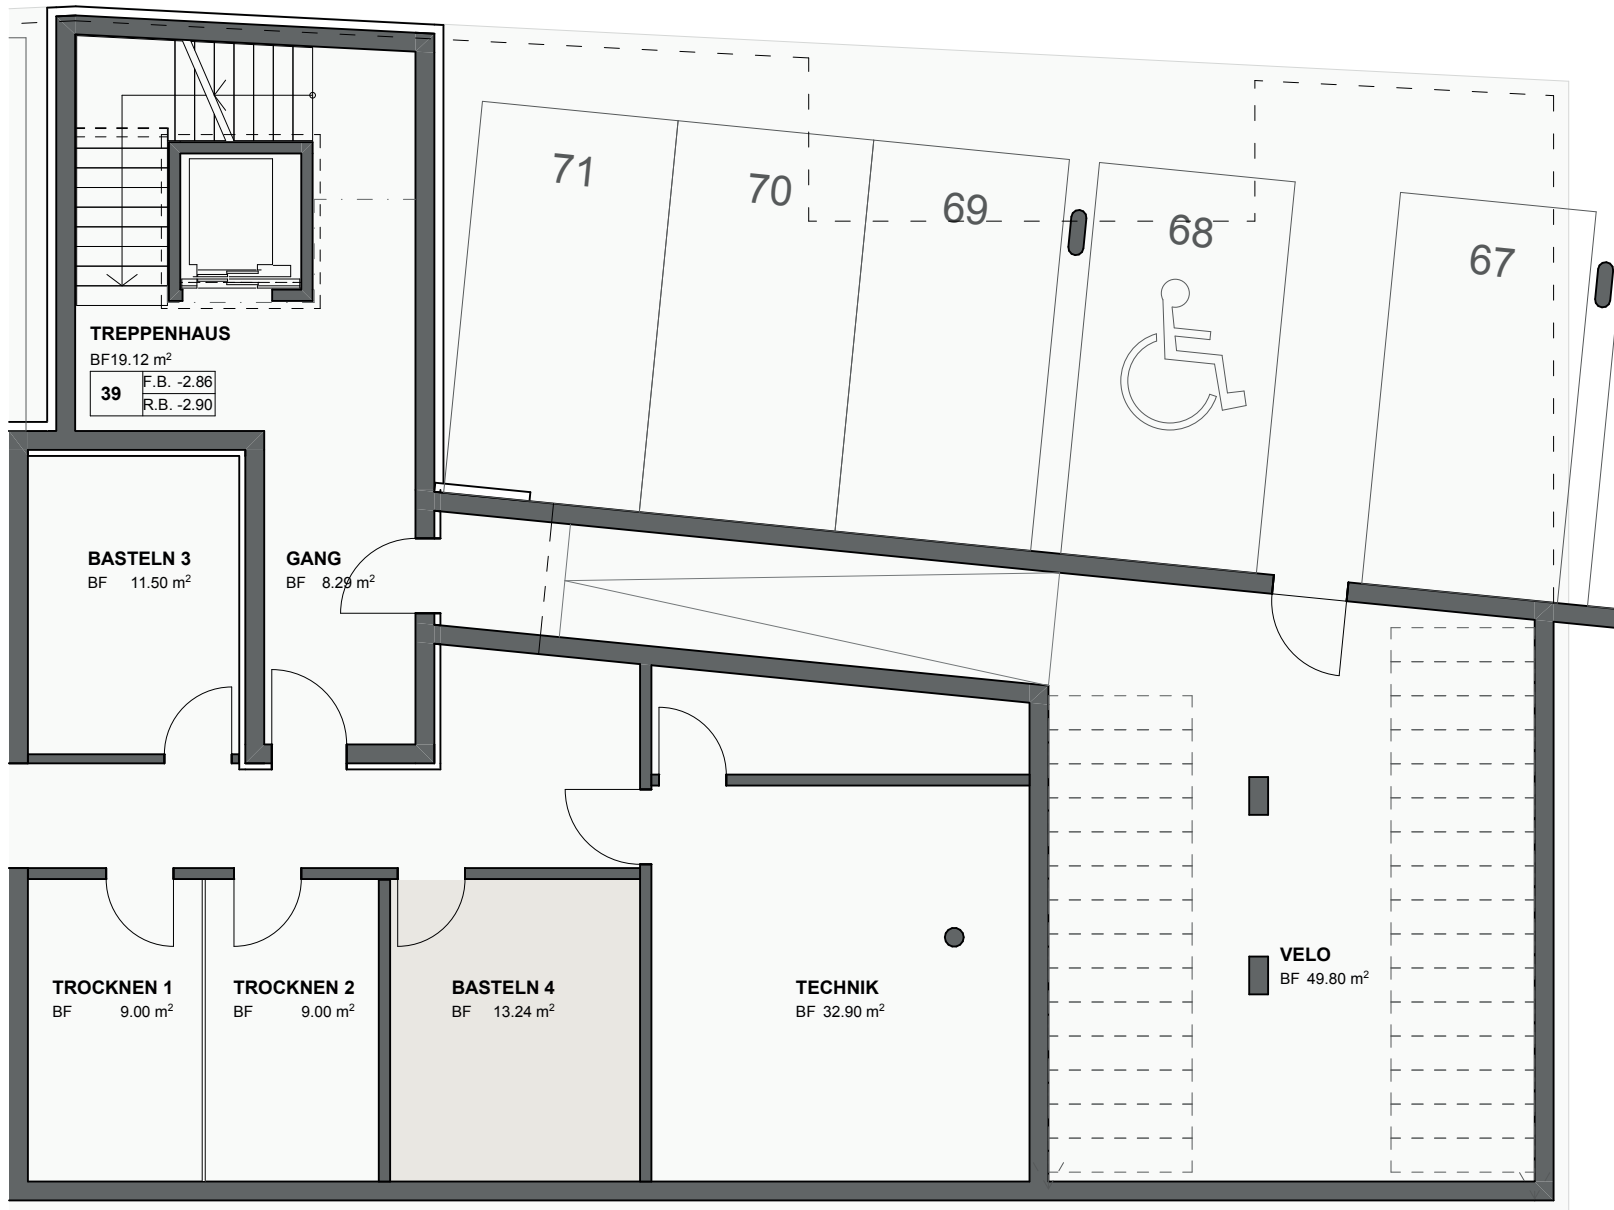 71
70
69
68
67
TREPPENHAUS
BF19.12 m²
39
F.B. -2.86
R.B. -2.90
BASTELN 3
BF 11.50 m²
GANG
BF 8.29 m²
TROCKNEN 1
BF 9.00 m²
TROCKNEN 2
BF 9.00 m²
BASTELN 4
BF 13.24 m²
TECHNIK
BF 32.90 m²
VELO
BF 49.80 m²